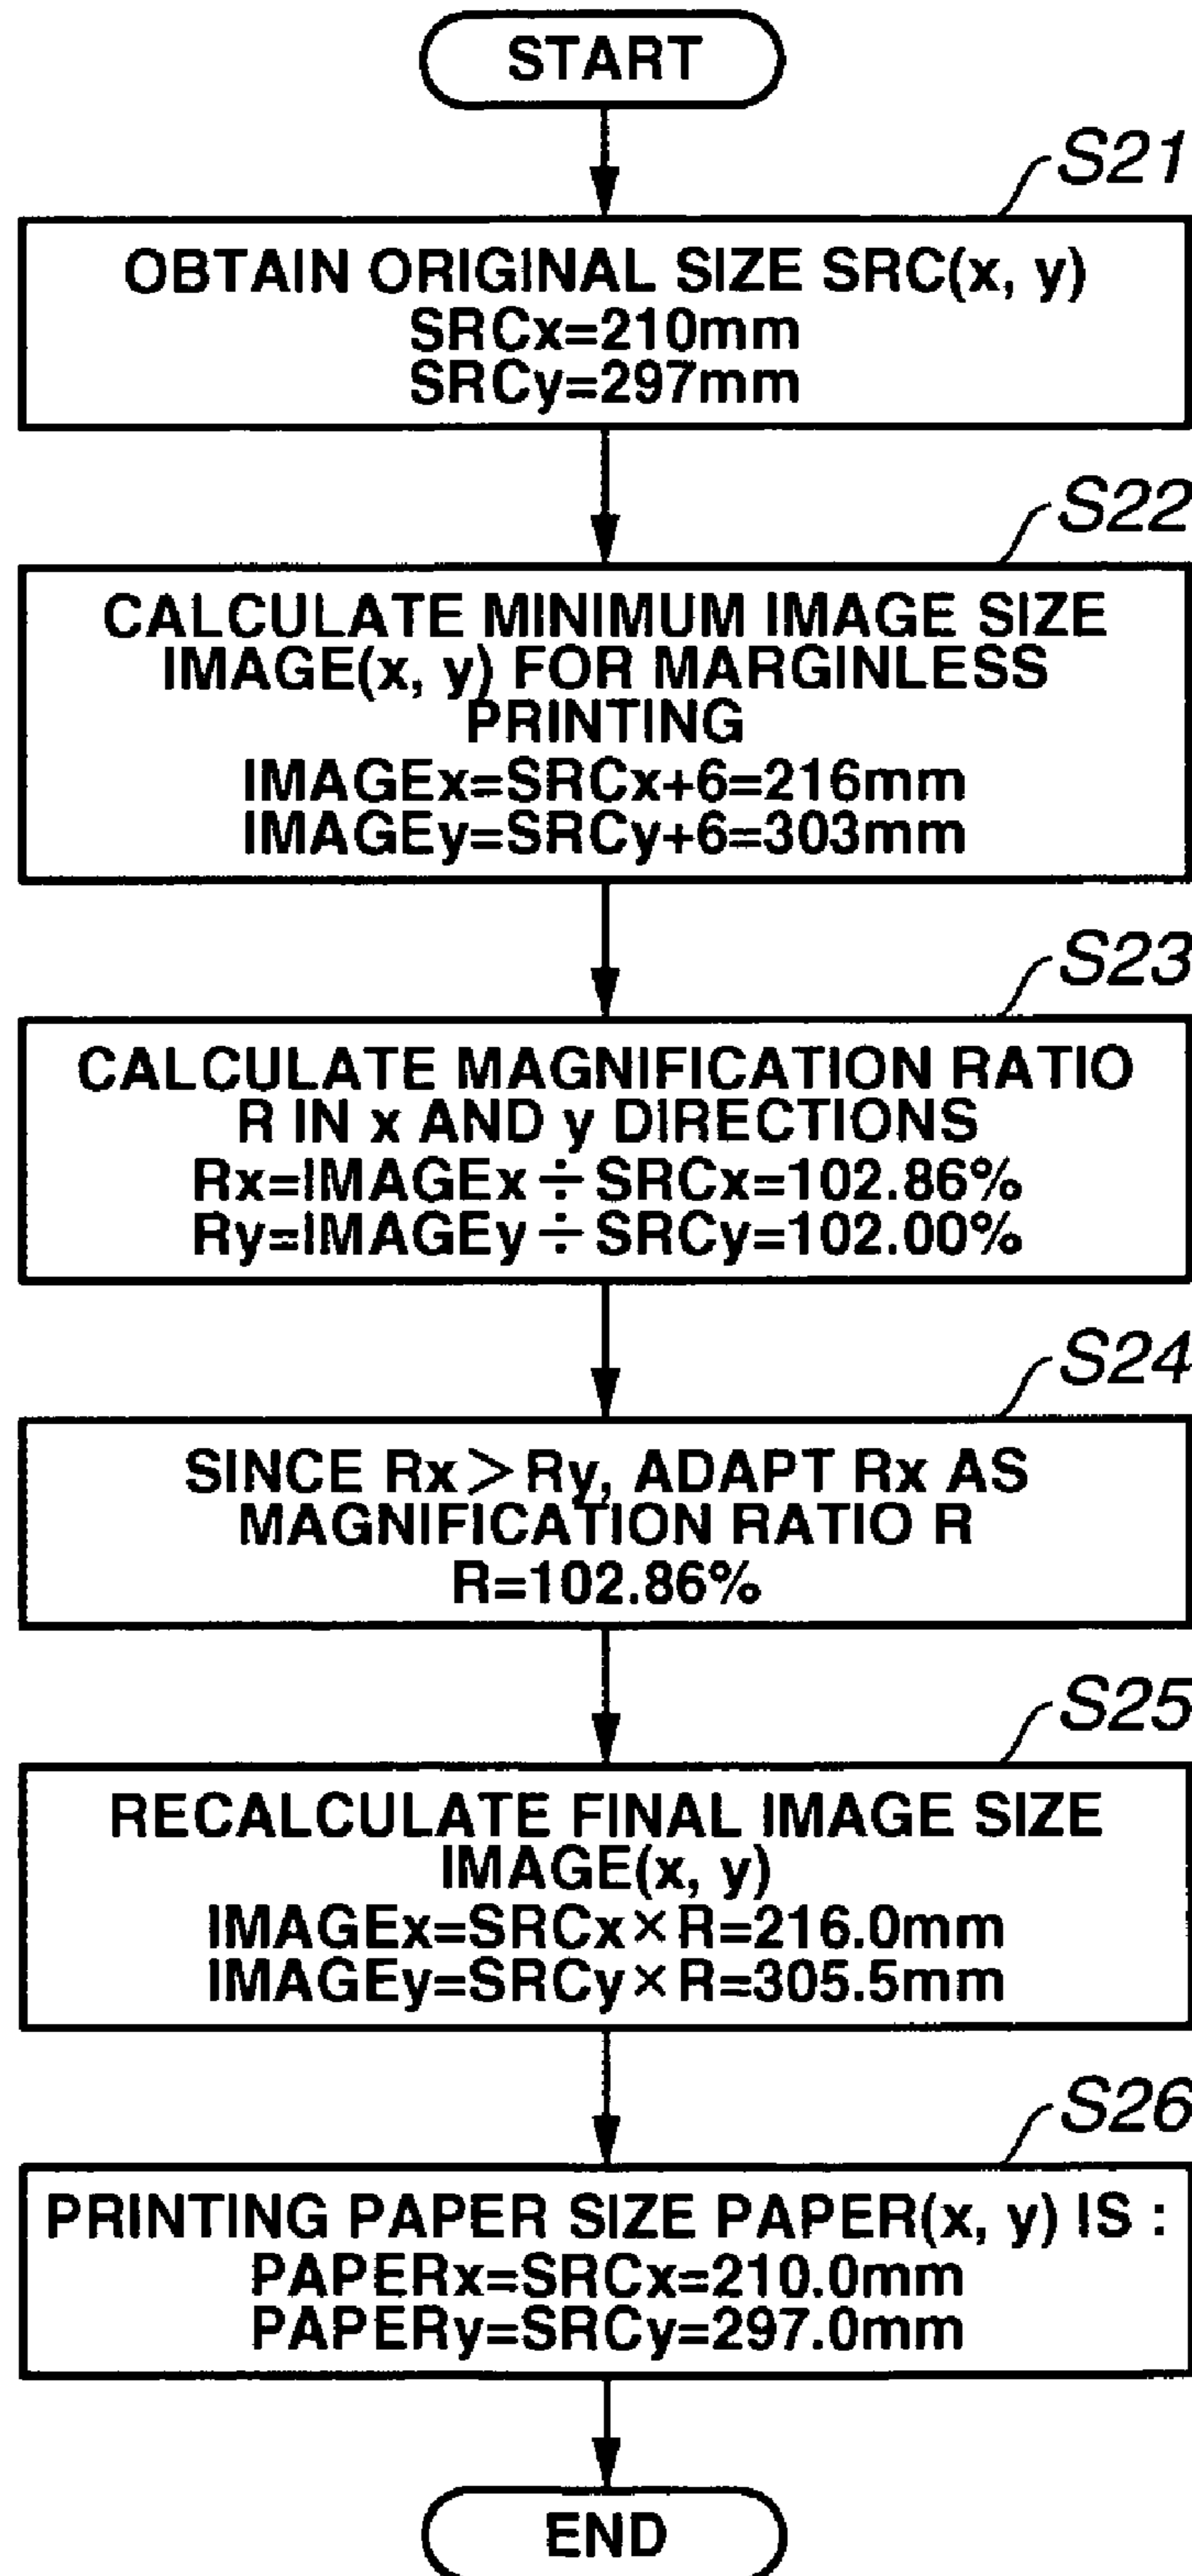 START
S21
OBTAIN ORIGINAL SIZE SRC(x, y)
SRCx=210mm
SRCy=297mm
S22
CALCULATE MINIMUM IMAGE SIZE
IMAGE(x, y) FOR MARGINLESS
PRINTING
IMAGEx=SRCx+6=216mm
IMAGEy=SRCy+6=303mm
S23
CALCULATE MAGNIFICATION RATIO
R IN x AND y DIRECTIONS
Rx=IMAGEx÷SRCx=102.86%
Ry=IMAGEy÷SRCy=102.00%
S24
SINCE Rx>Ry, ADAPT Rx AS
MAGNIFICATION RATIO R
R=102.86%
S25
RECALCULATE FINAL IMAGE SIZE
IMAGE(x, y)
IMAGEx=SRCx×R=216.0mm
IMAGEy=SRCy×R=305.5mm
S26
PRINTING PAPER SIZE PAPER(x, y) IS :
PAPERx=SRCx=210.0mm
PAPERy=SRCy=297.0mm
END